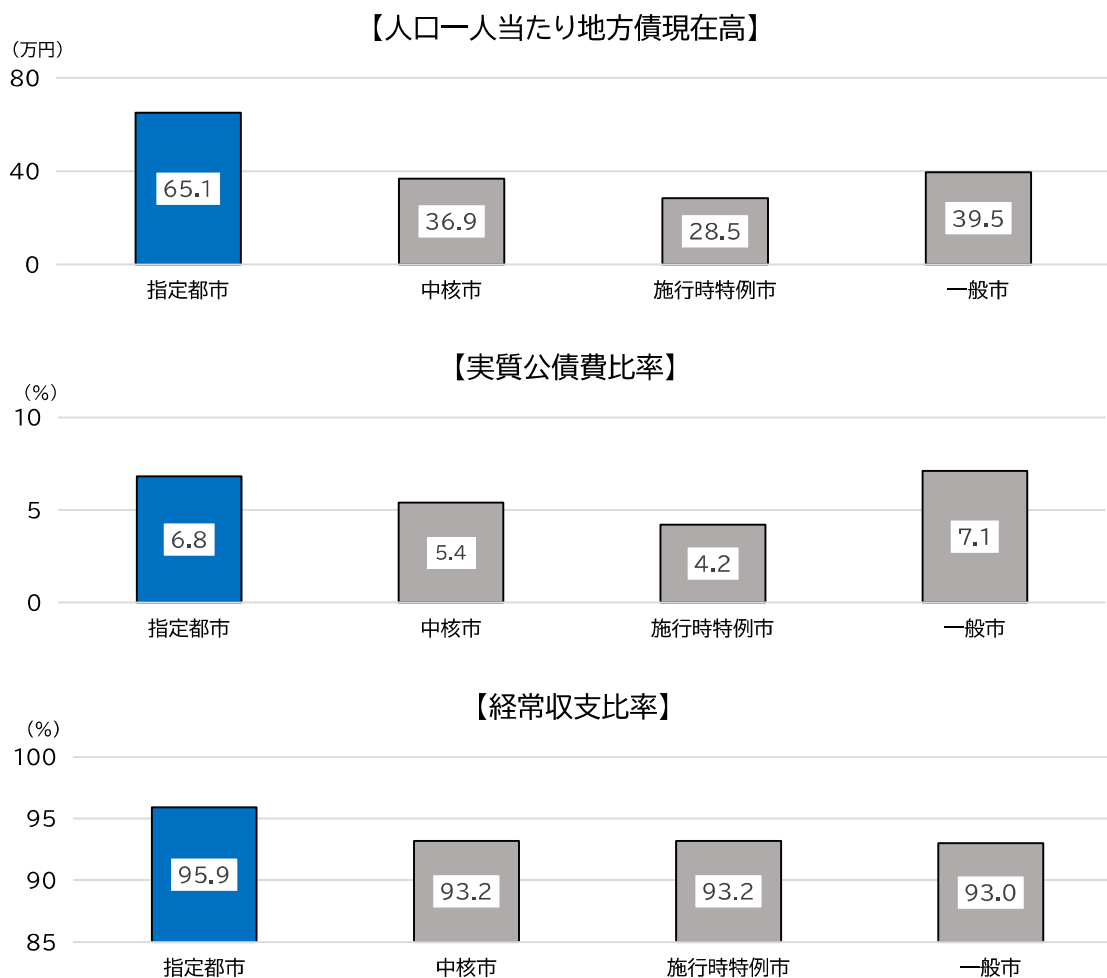 【人口一人当たり地方債現在高】
(万円)
80
40
0
65.1
36.9
28.5
39.5
指定都市
中核市
施行時特例市
一般市
【実質公債費比率】
(%)
10
5
0
6.8
5.4
4.2
7.1
指定都市
中核市
施行時特例市
一般市
【経常収支比率】
(%)
100
95
90
85
95.9
93.2
93.2
93.0
指定都市
中核市
施行時特例市
一般市